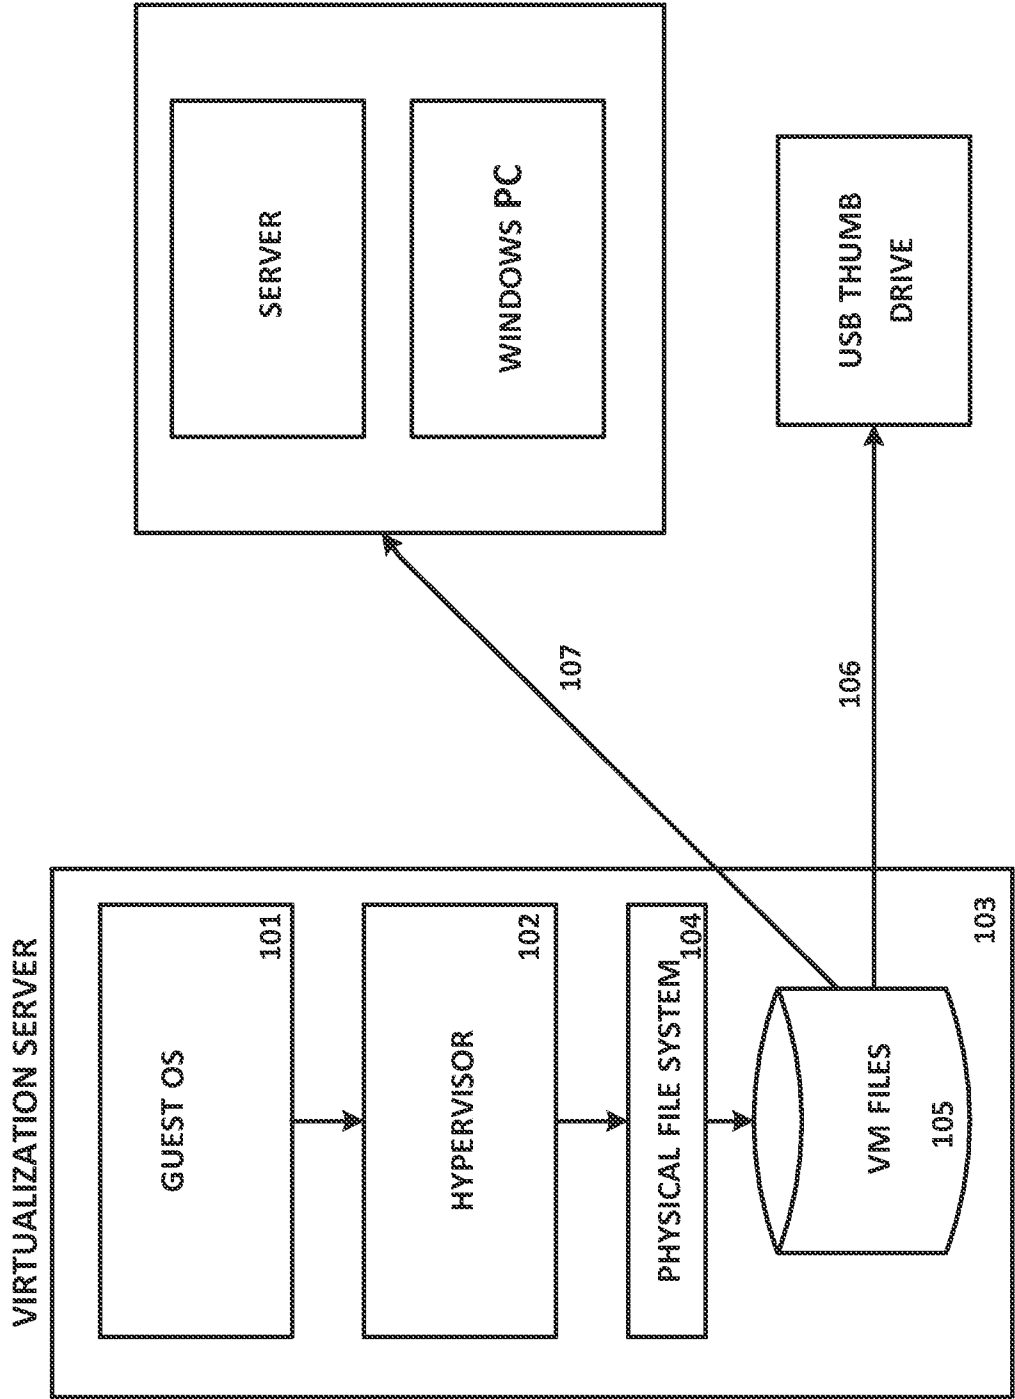 VIRTUALIZATION SERVER
GUEST OS
101
HYPERVISOR
102
PHYSICAL FILE SYSTEM
104
VM FILES
105
103
107
106
SERVER
WINDOWS PC
USB THUMB
DRIVE